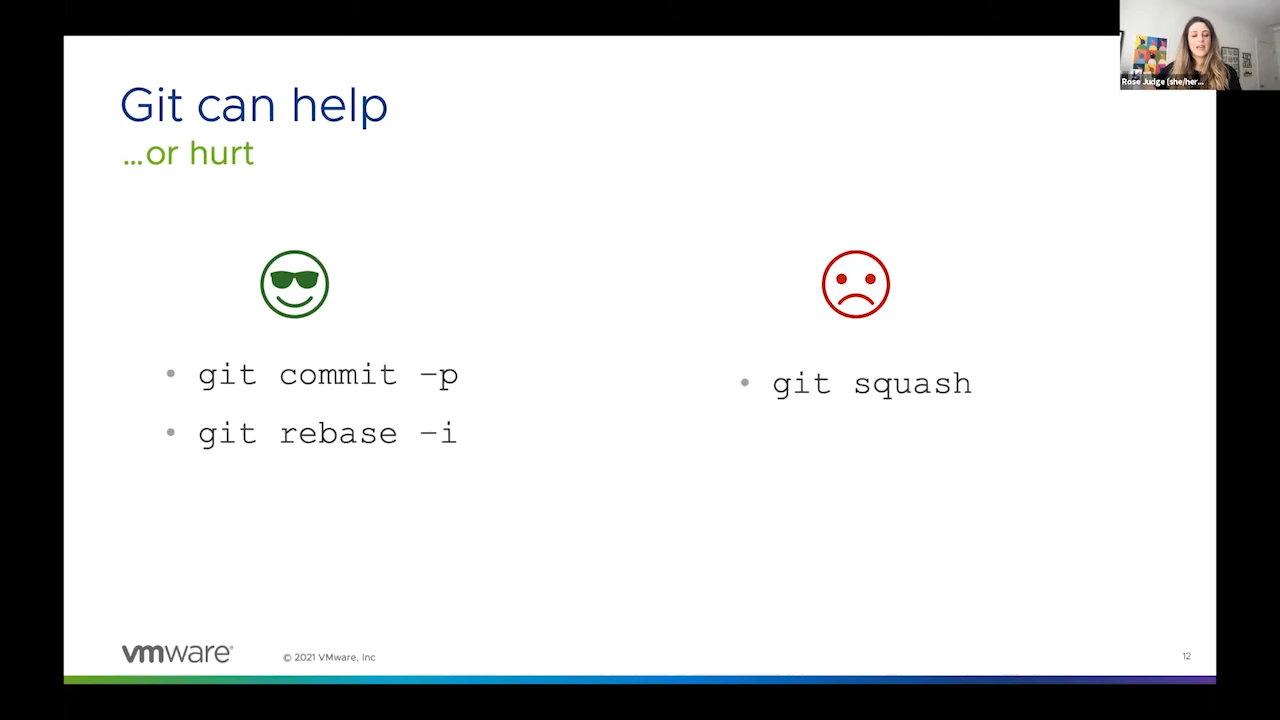 Git can help
...or hurt
• git commit –p
• git rebase –i
• git squash
vmware®
© 2021 VMware, Inc
12
Rose Judge (she/her...